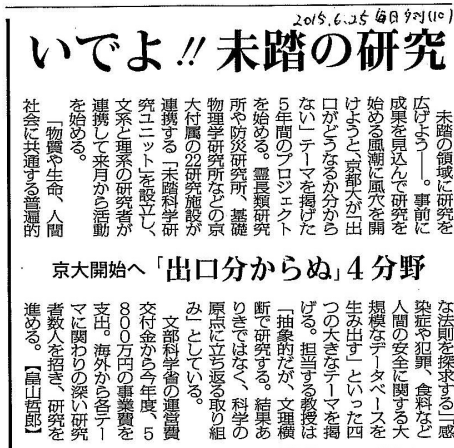 2015.6.25 毎日夕刊(10)
いでよ!! 未踏の研究
未踏の領域に研究を
広げよう――。事前に
成果を見込んで研究を
始める風潮に風穴を開
けようと、京都大が「出
口がどうなるか分から
ない」テーマを掲げた
5年間のプロジェクト
を始める。霊長類研究
所や防災研究所、基礎
物理学研究所などの京
大付属の22研究施設が
連携する「未踏科学研
究ユニット」を設立し、
文系と理系の研究者が
連携して来月から活動
を始める。
「物質や生命、人間
社会に共通する普遍的
京大開始へ「出口分からぬ」4分野
な法則を探求する」「感
染症や犯罪、食料など
人間の安全に関する大
規模なデータベースを
生み出す」といった四
つの大きなテーマを掲
げる。担当する教授は
「抽象的だが、文理横
断で研究する。結果あ
りきではなく、科学の
原点に立ち返る取り組
み」としている。
文部科学省の運営費
交付金から今年度、5
800万円の事業費を
支出。海外から各テー
マに関わりの深い研究
者数人を招き、研究を
進める。【畠山哲郎】